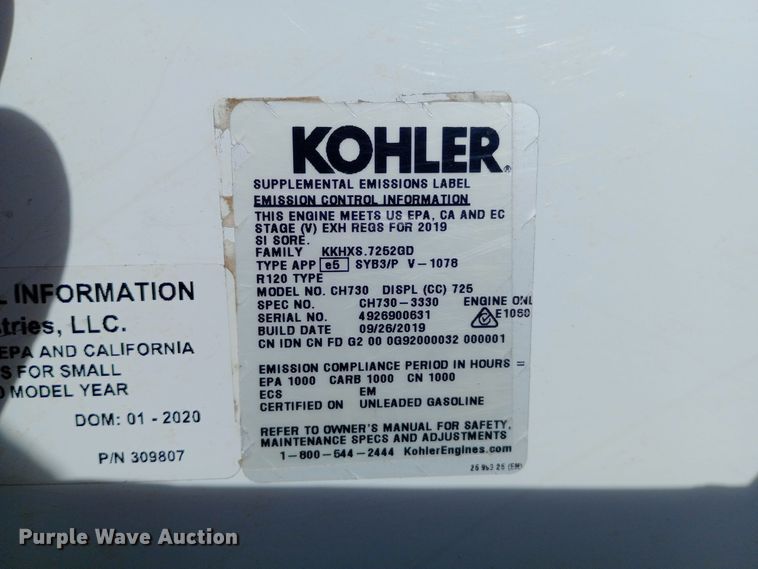 L INFORMATION
stries, LLC.
EPA AND CALIFORNIA
S FOR SMALL
MODEL YEAR
DOM: 01 - 2020
P/N 309807
KOHLER®
SUPPLEMENTAL EMISSIONS LABEL
EMISSION CONTROL INFORMATION
THIS ENGINE MEETS US EPA, CA AND EC
STAGE (V) EXH REGS FOR 2019
SI SORE.
FAMILY KKHXS.7252GD
TYPE APP e5 SYB3/P V-1078
R120 TYPE
MODEL NO. CH730 DISPL (CC) 725
SPEC NO. CH730-3330 ENGINE ONL
SERIAL NO. 4926900631 E1060
BUILD DATE 09/26/2019
CN IDN CN FD G2 00 0G92000032 000001
EMISSION COMPLIANCE PERIOD IN HOURS =
EPA 1000 CARB 1000 CN 1000
ECS EM
CERTIFIED ON UNLEADED GASOLINE
REFER TO OWNER'S MANUAL FOR SAFETY,
MAINTENANCE SPECS AND ADJUSTMENTS
1-800-544-2444 KohlerEngines.com
Purple Wave Auction